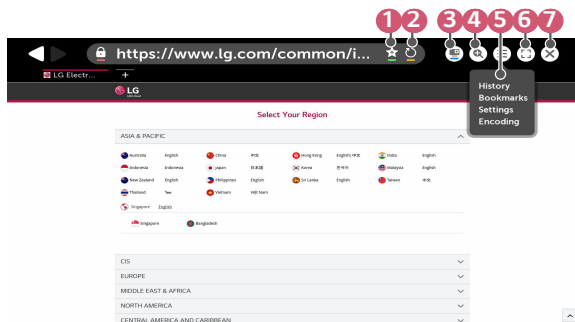 1 2 3 4 5 6 7
https://www.lg.com/common/i...
LG Electr... +
History
Bookmarks
Settings
Encoding
LG
Select Your Region
ASIA & PACIFIC
Australia English China 中文 Hong Kong English 中文 India English
Indonesia Indonesia Japan 日本語 Korea 한국어 Malaysia English
New Zealand English Philippines English Sri Lanka English Taiwan 中文
Thailand ไทย Vietnam Việt Nam
Singapore English
Singapore Bangladesh
CIS
EUROPE
MIDDLE EAST & AFRICA
NORTH AMERICA
CENTRAL AMERICA AND CARIBBEAN